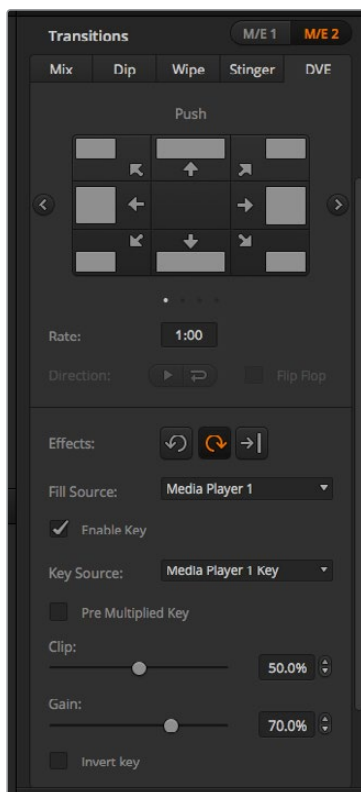 Transitions M/E 1 M/E 2
Mix Dip Wipe Stinger DVE
Push
Rate: 1:00
Direction: Flip Flop
Effects:
Fill Source: Media Player 1
Enable Key
Key Source: Media Player 1 Key
Pre Multiplied Key
Clip:
50.0%
Gain:
70.0%
Invert key